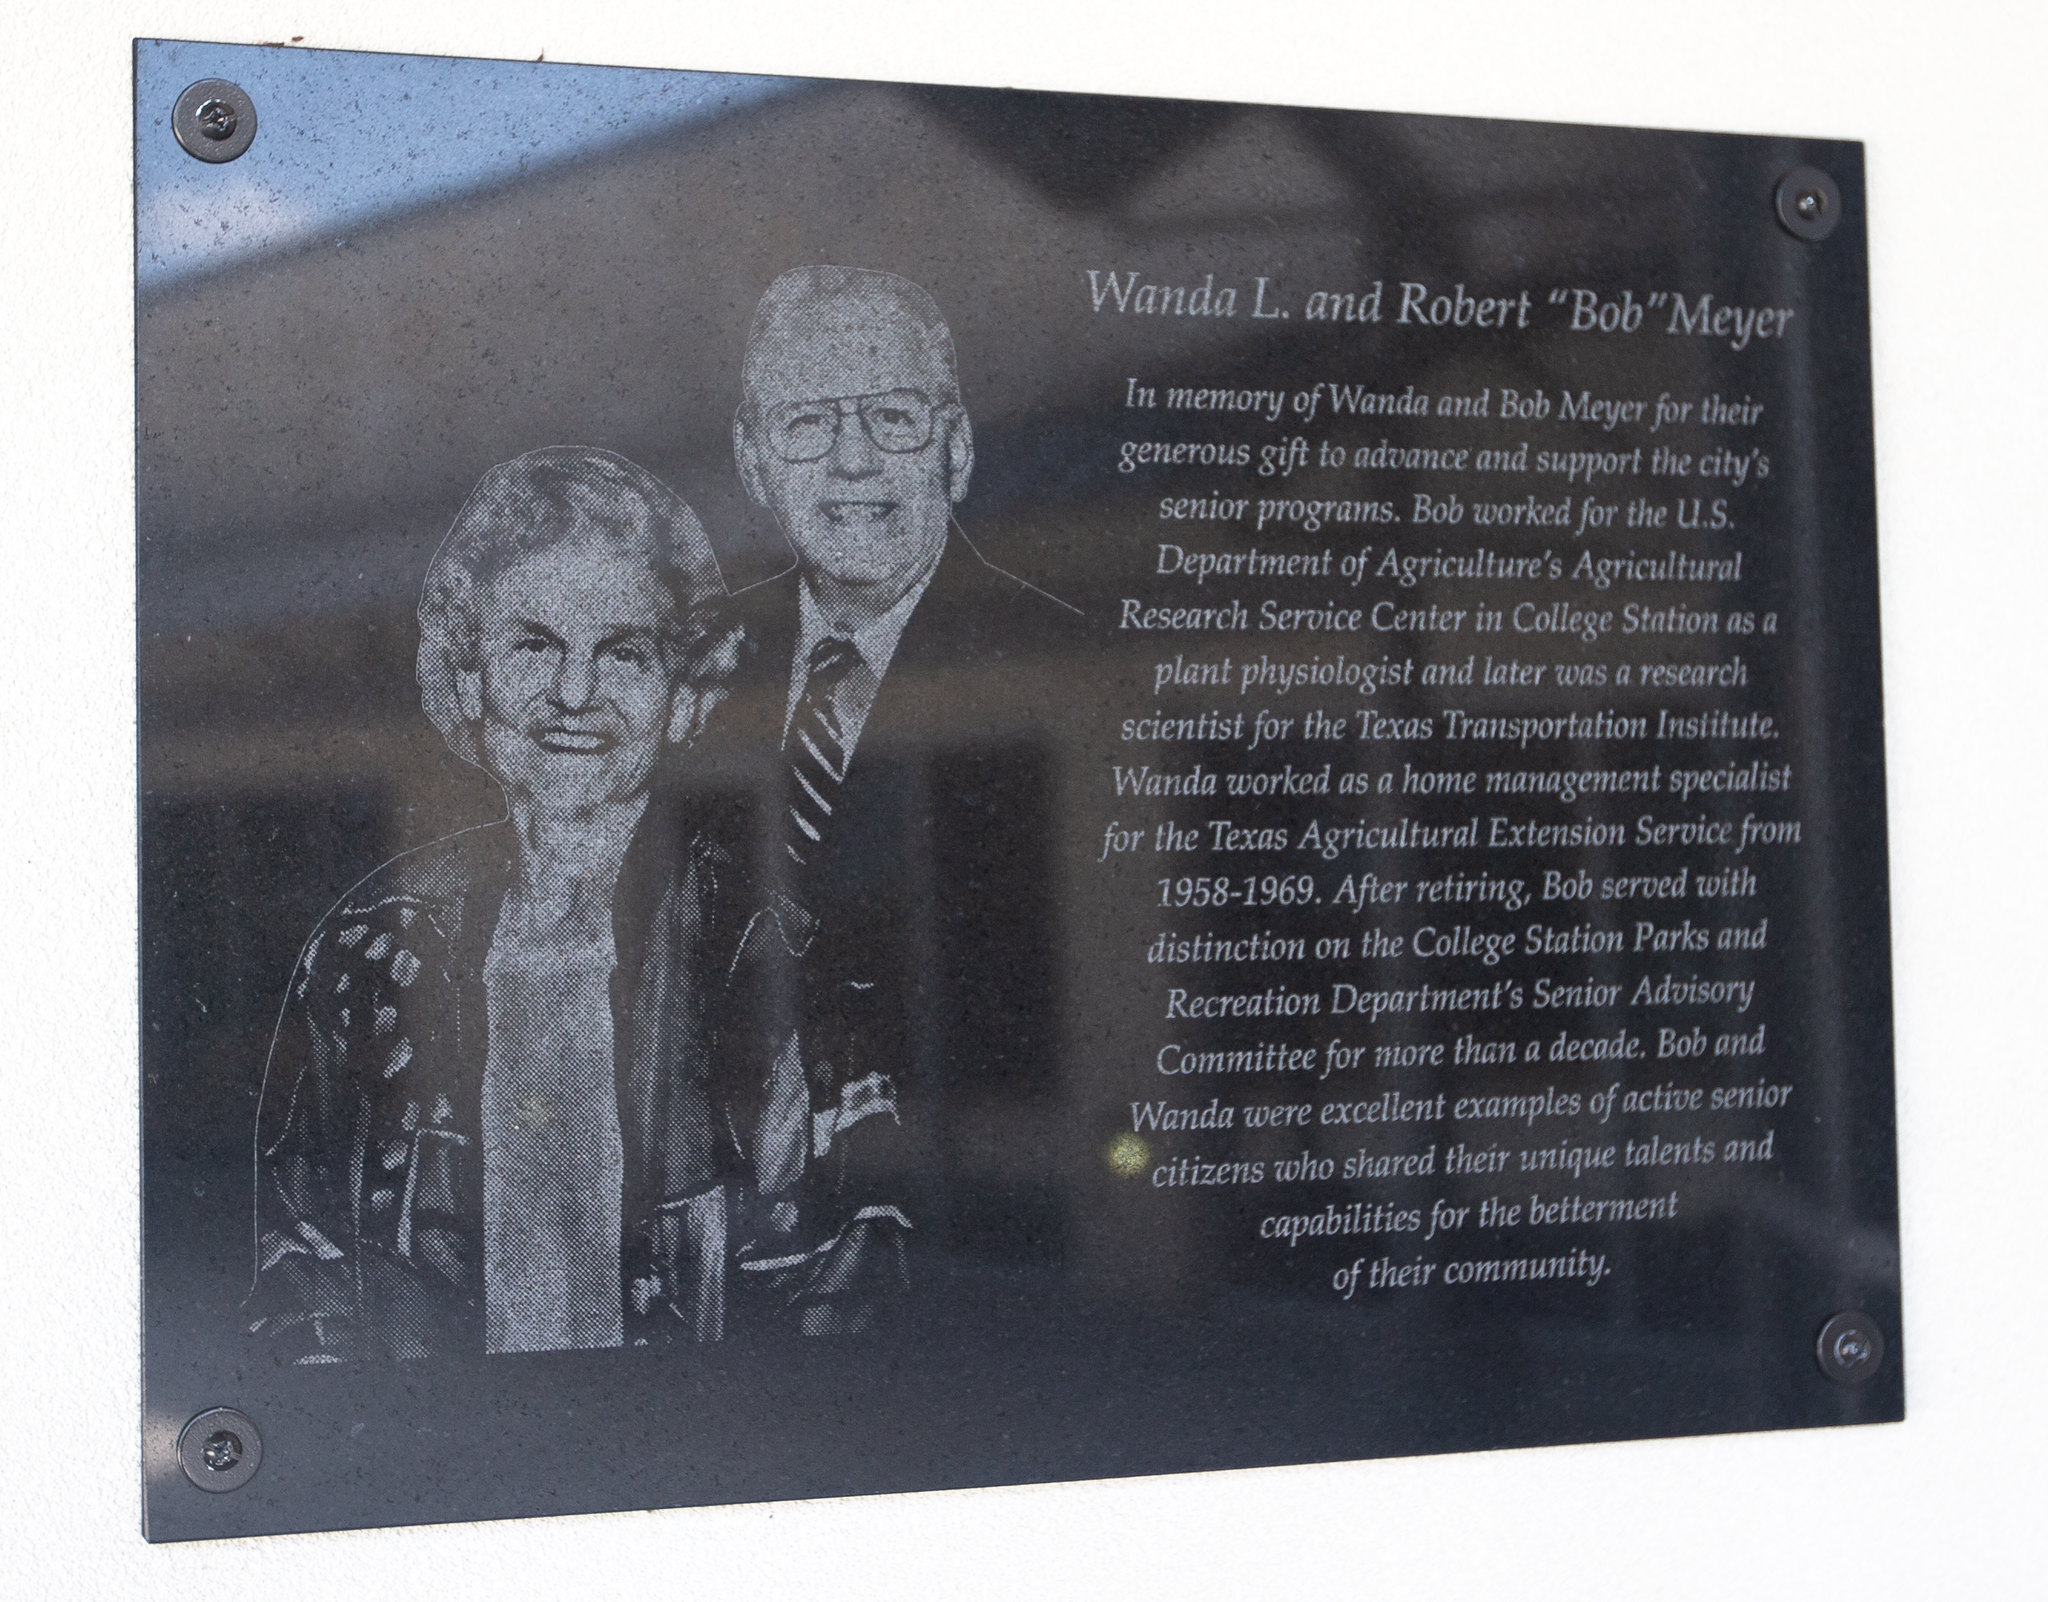 Wanda L. and Robert “Bob” Meyer
In memory of Wanda and Bob Meyer for their
generous gift to advance and support the city's
senior programs. Bob worked for the U.S.
Department of Agriculture's Agricultural
Research Service Center in College Station as a
plant physiologist and later was a research
scientist for the Texas Transportation Institute.
Wanda worked as a home management specialist
for the Texas Agricultural Extension Service from
1958-1969. After retiring, Bob served with
distinction on the College Station Parks and
Recreation Department's Senior Advisory
Committee for more than a decade. Bob and
Wanda were excellent examples of active senior
citizens who shared their unique talents and
capabilities for the betterment
of their community.